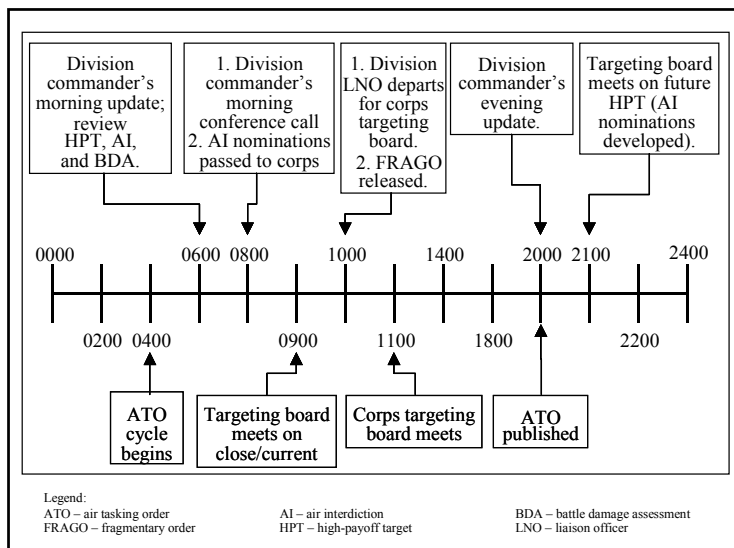 Division
commander's
morning update;
review
HPT, AI,
and BDA.
1. Division
commander's
morning
conference call
2. AI nominations
passed to corps
1. Division
LNO departs
for corps
targeting
board.
2. FRAGO
released.
Division
commander's
evening
update.
Targeting board
meets on future
HPT (AI
nominations
developed).
0000 0600 0800 1000 1400 2000 2100 2400
0200 0400 0900 1100 1800 2200
ATO
cycle
begins
Targeting board
meets on
close/current
Corps targeting
board meets
ATO
published
Legend:
ATO – air tasking order AI – air interdiction BDA – battle damage assessment
FRAGO – fragmentary order HPT – high-payoff target LNO – liaison officer